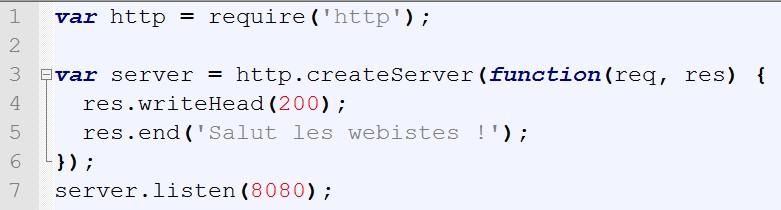 1 var http = require('http');
2
3 var server = http.createServer(function(req, res) {
4   res.writeHead(200);
5   res.end('Salut les webistes !');
6 });
7 server.listen(8080);